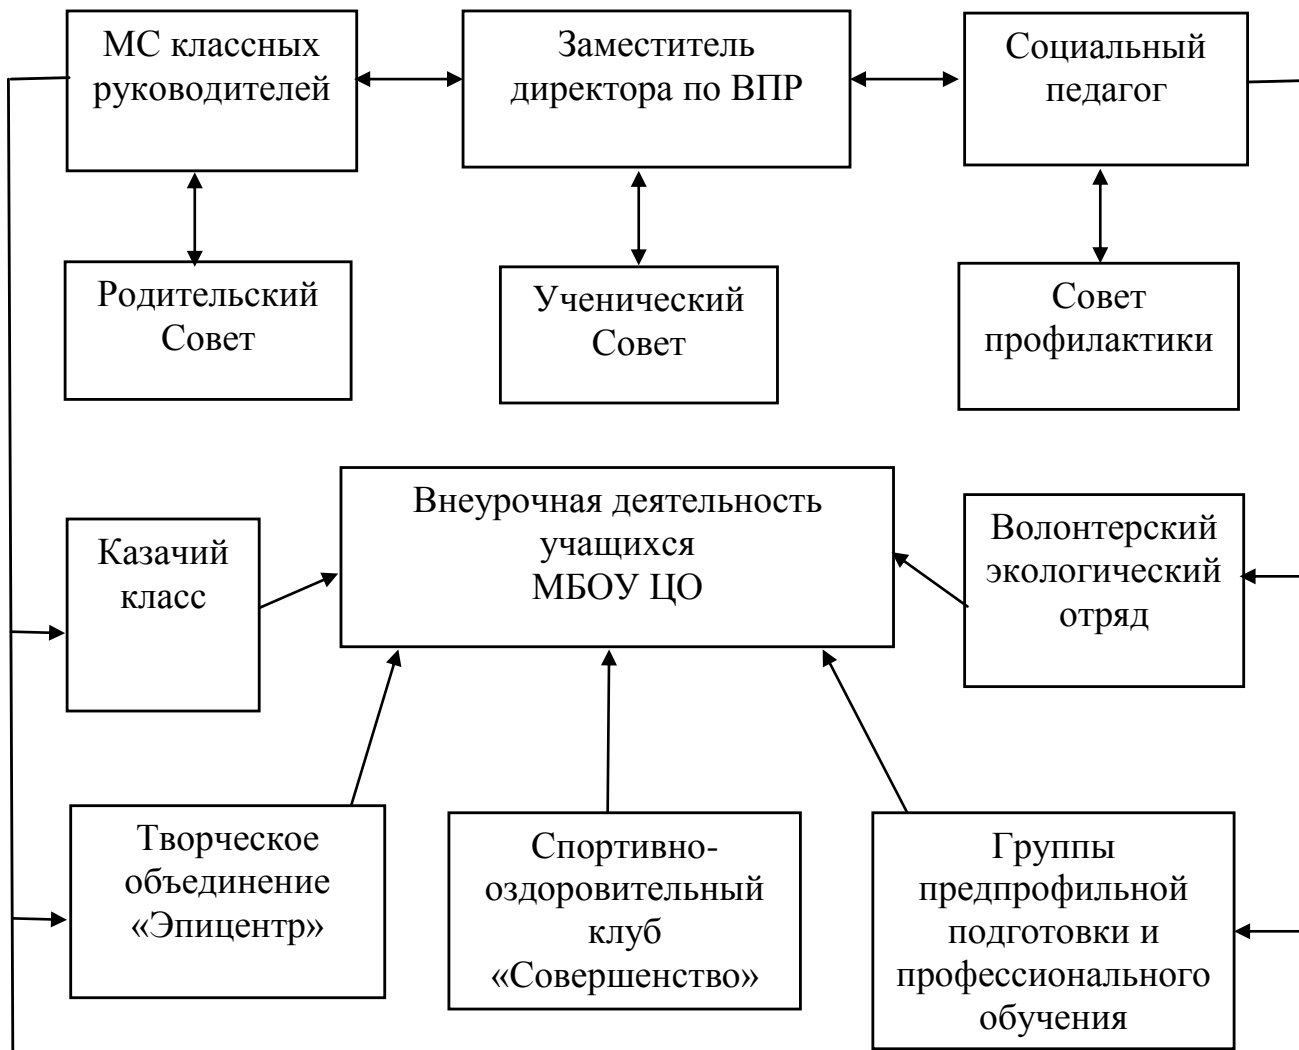 МС классных
руководителей
Заместитель
директора по ВПР
Социальный
педагог
Родительский
Совет
Ученический
Совет
Совет
профилактики
Внеурочная деятельность
учащихся
МБОУ ЦО
Казачий
класс
Волонтерский
экологический
отряд
Творческое
объединение
«Эпицентр»
Спортивно-
оздоровительный
клуб
«Совершенство»
Группы
предпрофильной
подготовки и
профессионального
обучения